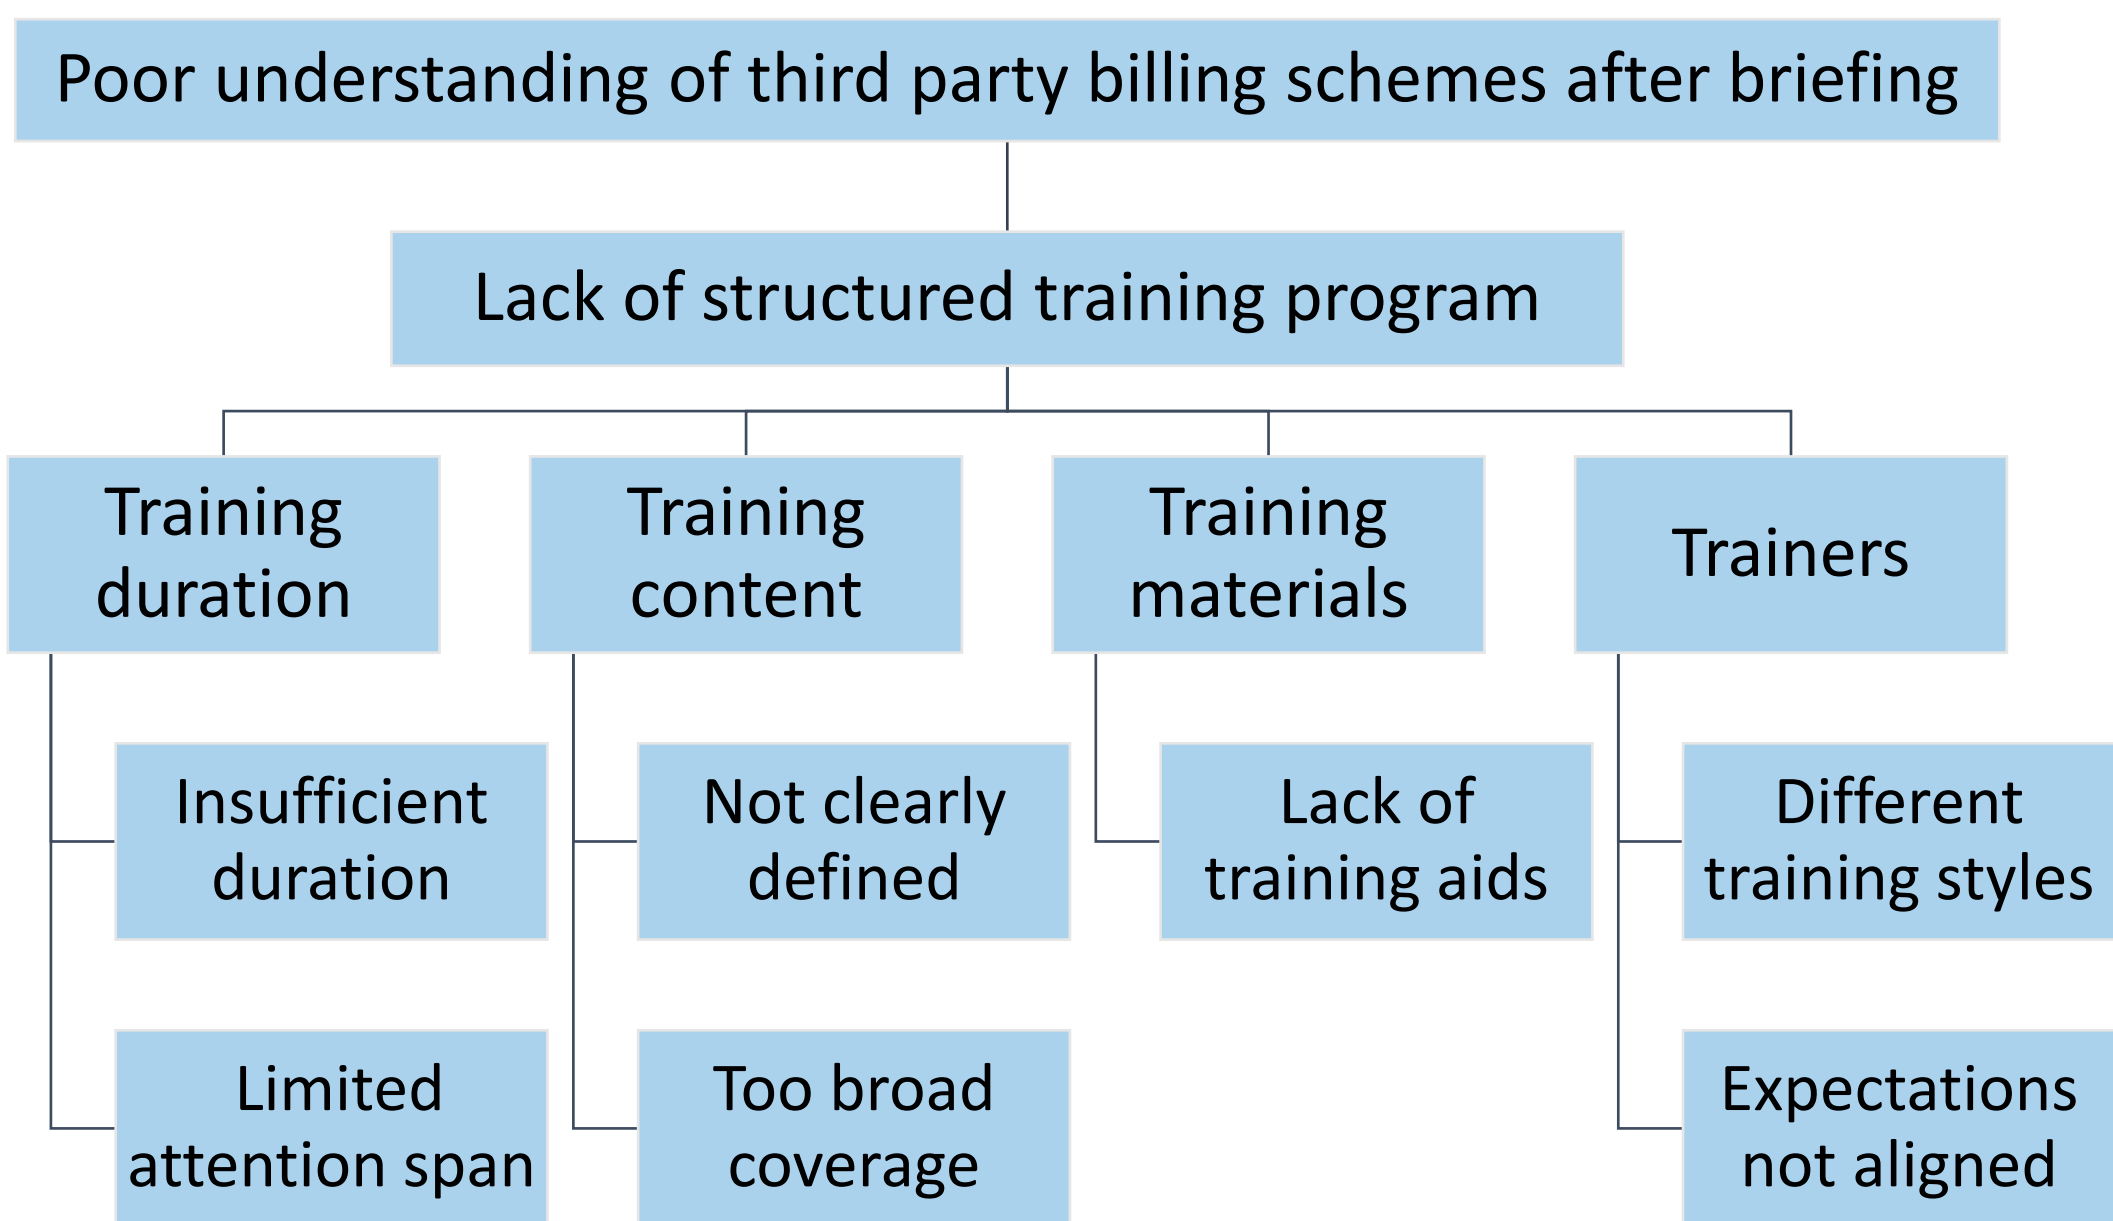 Poor understanding of third party billing schemes after briefing
Lack of structured training program
Training
duration
Training
content
Training
materials
Trainers
Insufficient
duration
Not clearly
defined
Lack of
training aids
Different
training styles
Limited
attention span
Too broad
coverage
Expectations
not aligned